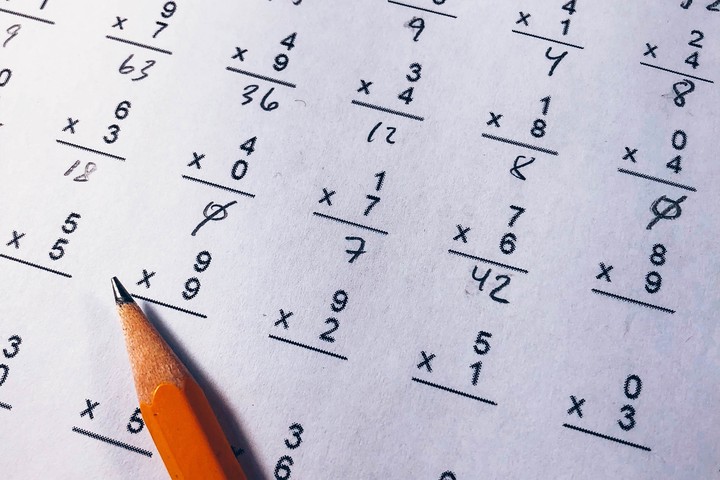 4 2
x 1 x 4
9 4 8
9 4 3 1 0
x 7 x 9 x 4 x 8 x 4
9 63 36 12 8 0
6 4 1 7 8
x 3 x 0 x 7 x 6 x 9
18 0 7 42
5 9 9 5 0
x 5 x 9 x 2 x 1 x 3
3 3
x 5 6